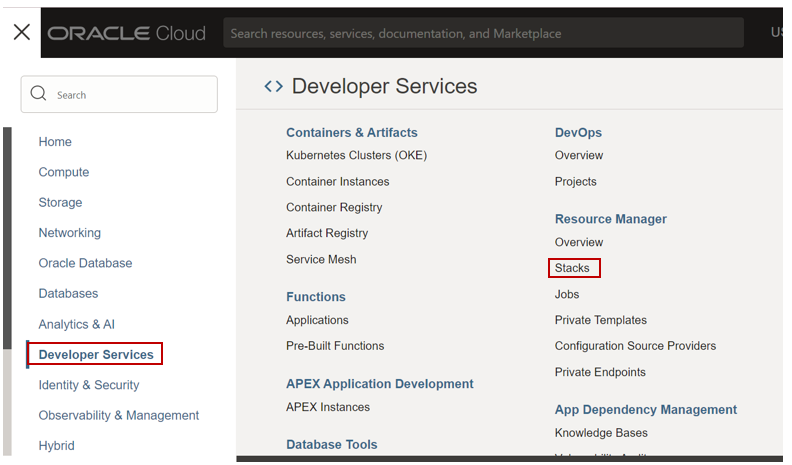 ORACLE Cloud
Search resources, services, documentation, and Marketplace
US
Search
Home
Compute
Storage
Networking
Oracle Database
Databases
Analytics & AI
Developer Services
Identity & Security
Observability & Management
Hybrid
Developer Services
Containers & Artifacts
Kubernetes Clusters (OKE)
Container Instances
Container Registry
Artifact Registry
Service Mesh
Functions
Applications
Pre-Built Functions
APEX Application Development
APEX Instances
Database Tools
DevOps
Overview
Projects
Resource Manager
Overview
Stacks
Jobs
Private Templates
Configuration Source Providers
Private Endpoints
App Dependency Management
Knowledge Bases